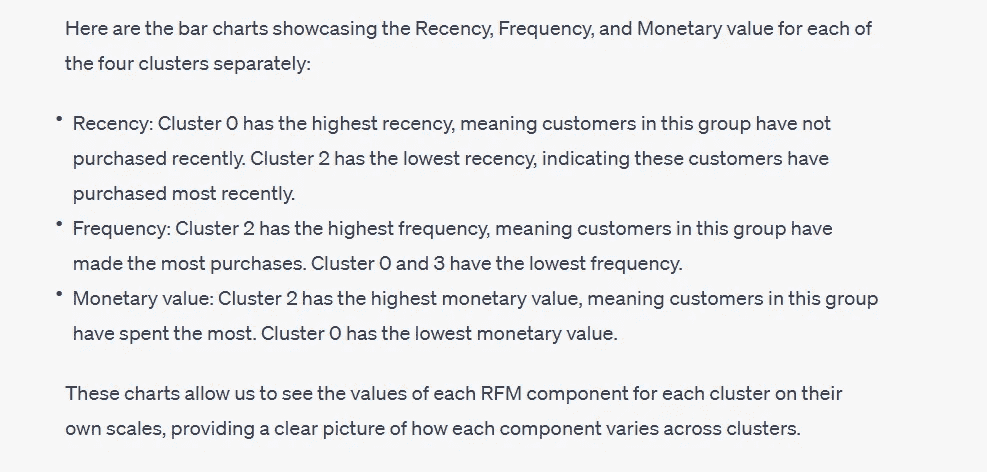 Here are the bar charts showcasing the Recency, Frequency, and Monetary value for each of
the four clusters separately:
• Recency: Cluster 0 has the highest recency, meaning customers in this group have not
purchased recently. Cluster 2 has the lowest recency, indicating these customers have
purchased most recently.
• Frequency: Cluster 2 has the highest frequency, meaning customers in this group have
made the most purchases. Cluster 0 and 3 have the lowest frequency.
• Monetary value: Cluster 2 has the highest monetary value, meaning customers in this group
have spent the most. Cluster 0 has the lowest monetary value.
These charts allow us to see the values of each RFM component for each cluster on their
own scales, providing a clear picture of how each component varies across clusters.